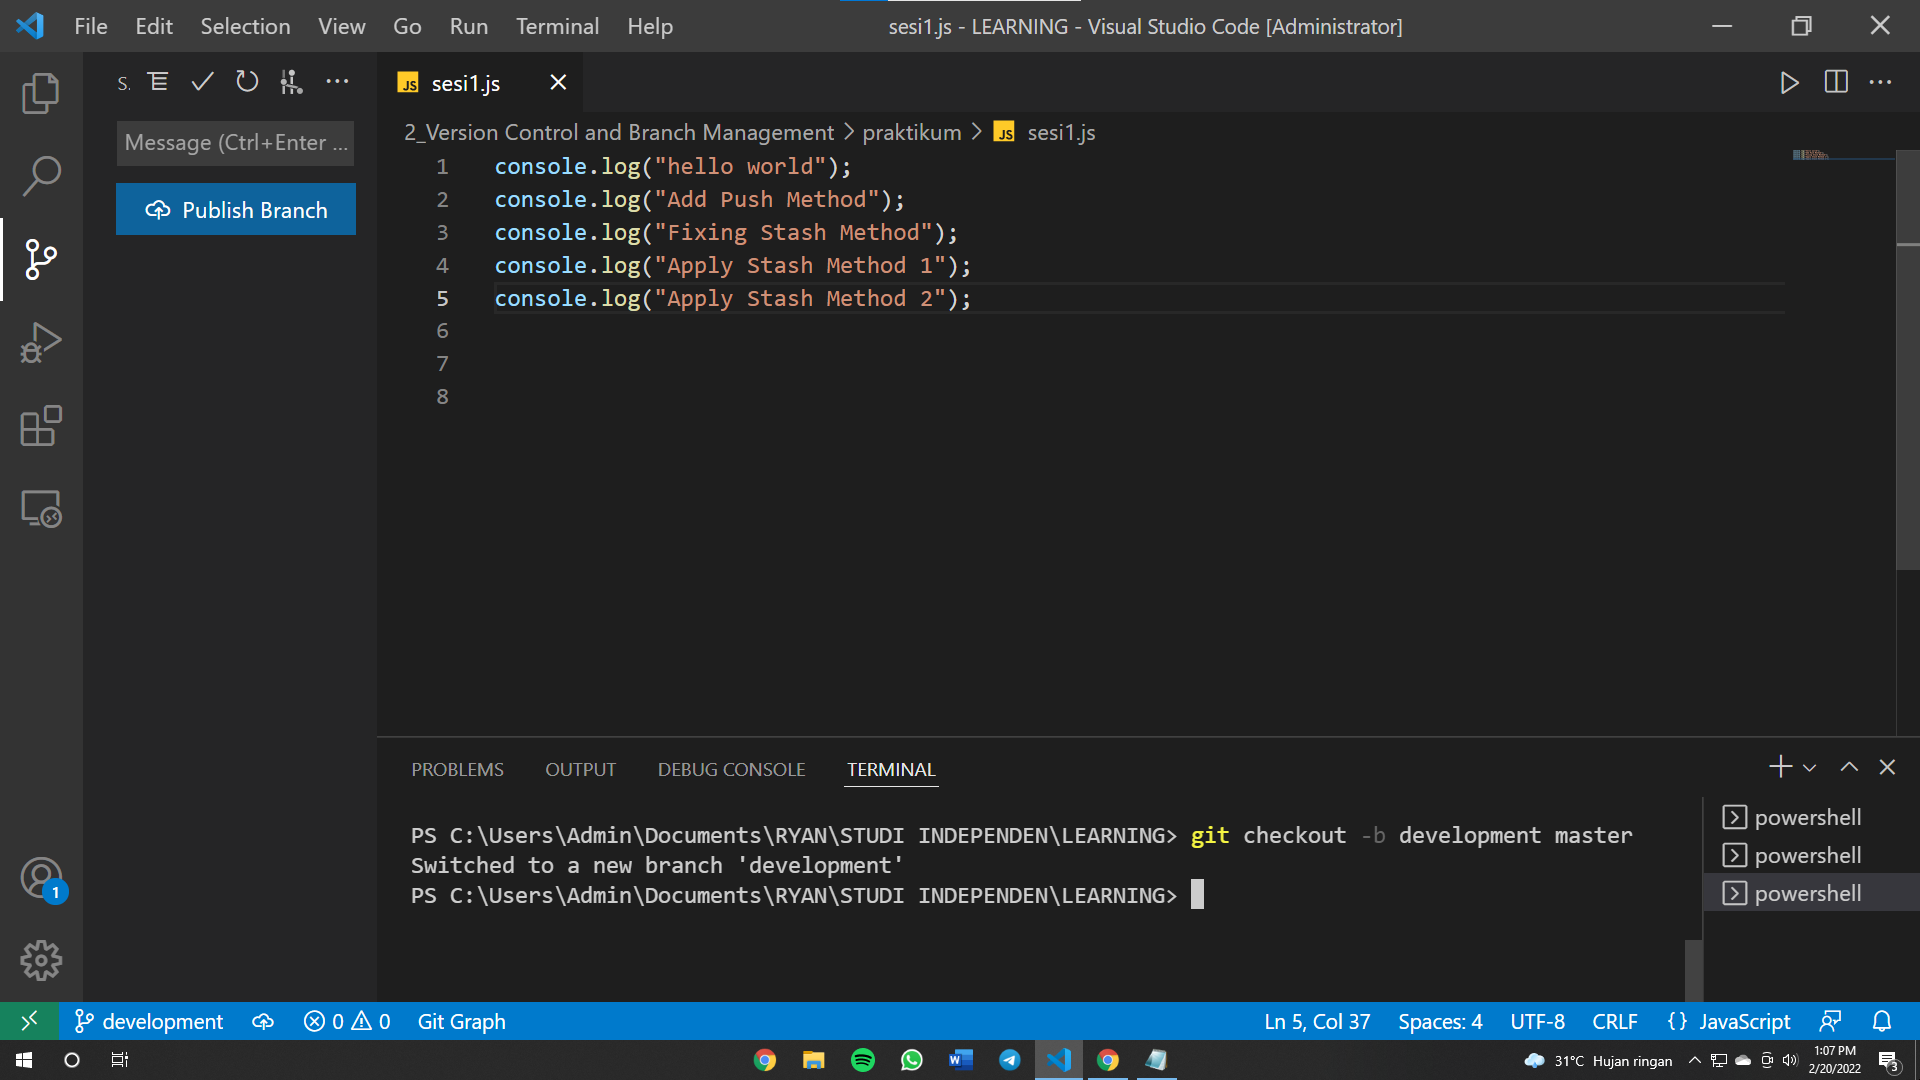 File Edit Selection View Go Run Terminal Help
sesi1.js - LEARNING - Visual Studio Code [Administrator]
S.
JS sesi1.js
Message (Ctrl+Enter ...
Publish Branch
2_Version Control and Branch Management > praktikum > JS sesi1.js
1 console.log("hello world");
2 console.log("Add Push Method");
3 console.log("Fixing Stash Method");
4 console.log("Apply Stash Method 1");
5 console.log("Apply Stash Method 2");
6
7
8
PROBLEMS OUTPUT DEBUG CONSOLE TERMINAL
PS C:\Users\Admin\Documents\RYAN\STUDI INDEPENDEN\LEARNING> git checkout -b development master
Switched to a new branch 'development'
PS C:\Users\Admin\Documents\RYAN\STUDI INDEPENDEN\LEARNING>
powershell
powershell
powershell
1
development 0 0 Git Graph
Ln 5, Col 37 Spaces: 4 UTF-8 CRLF {} JavaScript
31°C Hujan ringan
1:07 PM
2/20/2022
3